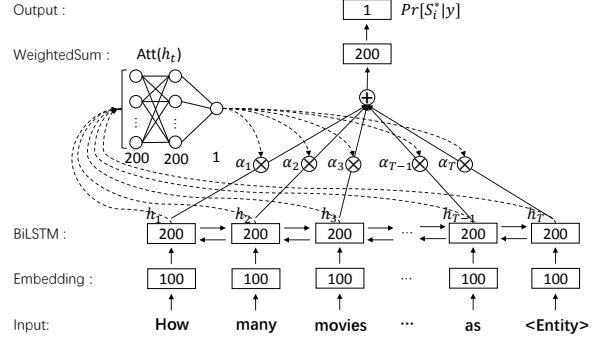 Output : 1 Pr[S_i^*|y]
WeightedSum : Att(h_t) 200
200 200 1 α_1 α_2 α_3 α_{T−1} α_T
h_1 h_2 h_3 h_{T−1} h_T
BiLSTM : 200 200 200 ··· 200 200
Embedding : 100 100 100 ··· 100 100
Input: How many movies ··· as <Entity>